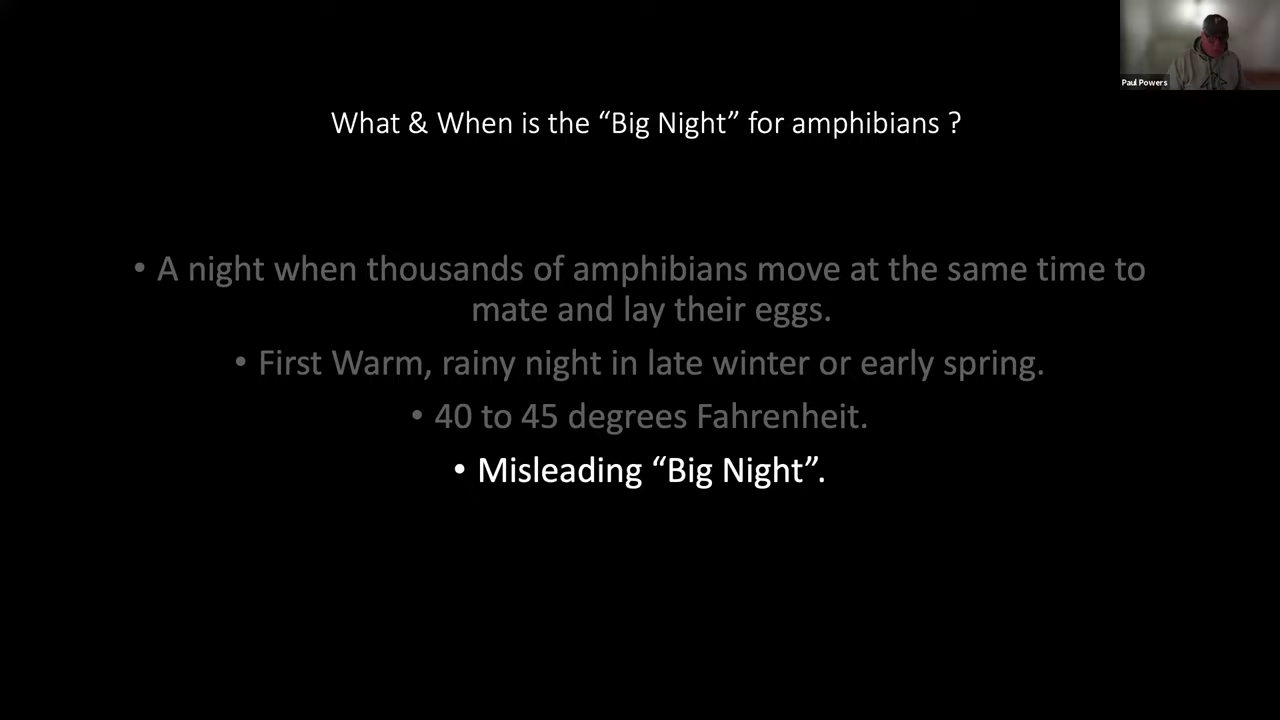 Paul Powers
What & When is the “Big Night” for amphibians ?
• A night when thousands of amphibians move at the same time to
mate and lay their eggs.
• First Warm, rainy night in late winter or early spring.
• 40 to 45 degrees Fahrenheit.
• Misleading “Big Night”.